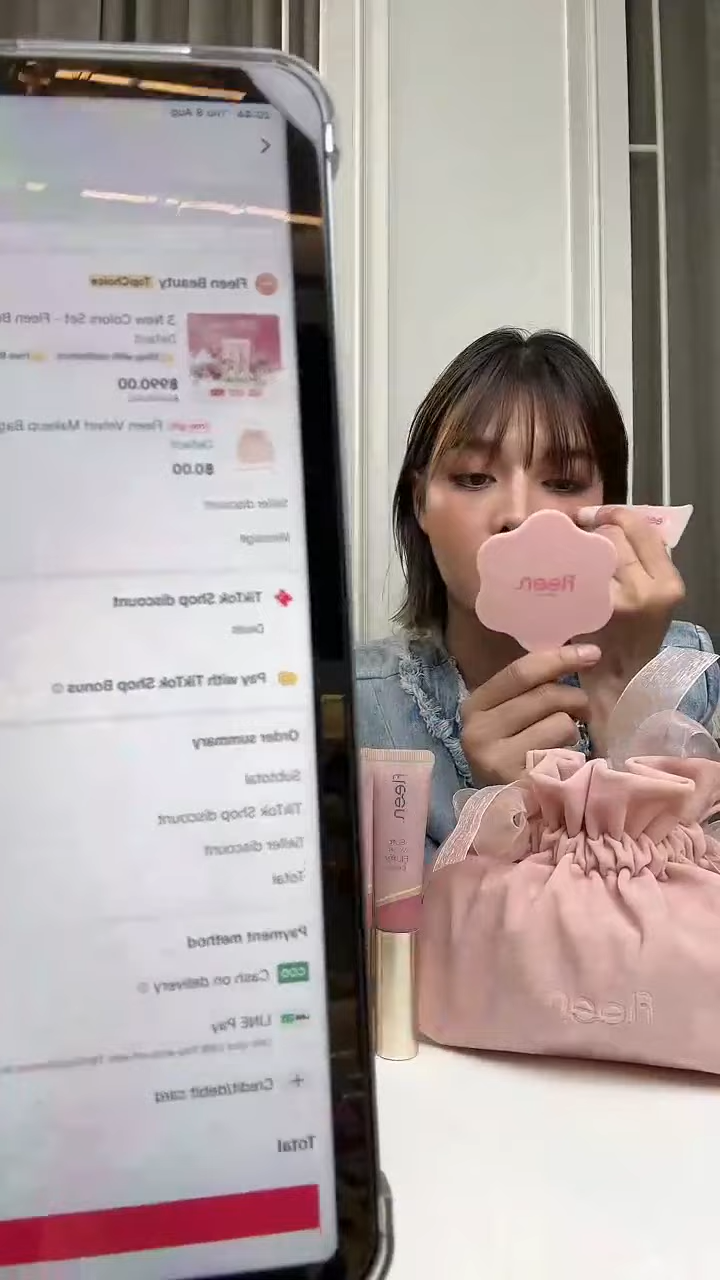 Thu 8 Aug
Fleen Beauty TopChoice
3 New Colors Set - Fleen
Default
฿990.00
Free gift Fleen Velvet Makeup Bag
Default
฿0.00
Seller discount
Message
TikTok Shop discount
Deals
Pay with TikTok Shop Bonus
Order summary
Subtotal
TikTok Shop discount
Seller discount
Total
Payment method
COD Cash on delivery
LINE Pay
+ Credit/debit card
Total
fleen
fleen
fleen.
fleen